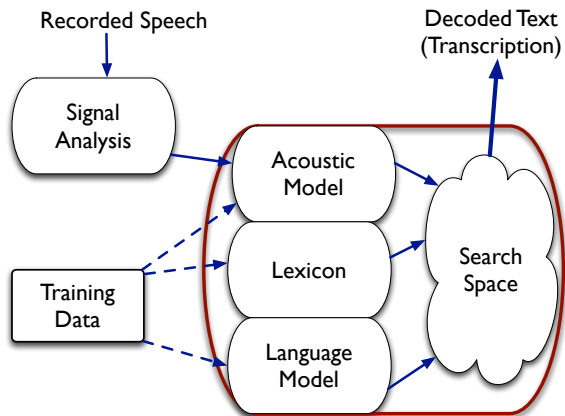 Recorded Speech
Decoded Text
(Transcription)
Signal
Analysis
Acoustic
Model
Lexicon
Search
Space
Training
Data
Language
Model